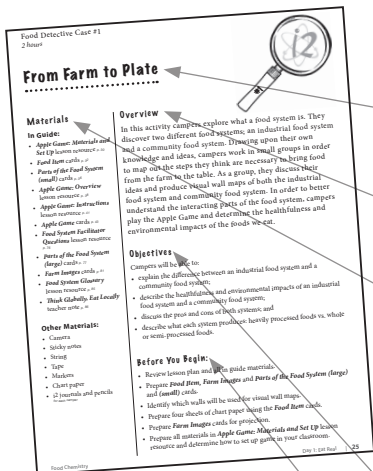 Food Detective Case #1
2 hours
i2
From Farm to Plate
Materials
In Guide:
• Apple Game: Materials and
Set Up lesson resource
• Food Item cards
• Parts of the Food System
(small) cards
• Apple Game: Overview
lesson resource
• Apple Game: Instructions
lesson resource
• Apple Game cards
• Food System Facilitator
Questions lesson resource
• Parts of the Food System
(large) cards
• Farm Images cards
• Food System Glossary
lesson resource
• Think Globally, Eat Locally
teacher note
Other Materials:
• Camera
• Sticky notes
• String
• Tape
• Markers
• Chart paper
• i2 journals and pencils
Overview
In this activity campers explore what a food system is. They
discover two different food systems; an industrial food system
and a community food system. Drawing upon their own
knowledge and ideas, campers work in small groups in order
to map out the steps they think are necessary to bring food
from the farm to the table. As a group, they discuss their
ideas and produce visual wall maps of both the industrial
food system and community food system. In order to better
understand the interacting parts of the food system, campers
play the Apple Game and determine the healthfulness and
environmental impacts of the foods we eat.
Objectives
Campers will be able to:
• explain the difference between an industrial food system and a
community food system;
• describe the healthfulness and environmental impacts of an industrial
food system and a community food system;
• discuss the pros and cons of both systems; and
• describe what each system produces: heavily processed foods vs. whole
or semi-processed foods.
Before You Begin:
• Review lesson plan and all in guide materials.
• Prepare Food Item, Farm Images and Parts of the Food System (large)
and (small) cards.
• Identify which walls will be used for visual wall maps.
• Prepare four sheets of chart paper using the Food Item cards.
• Prepare Farm Images cards for projection.
• Prepare all materials in Apple Game: Materials and Set Up lesson
resource and determine how to set up game in your classroom.
Food Chemistry
Day 1: Eat Real! | 25